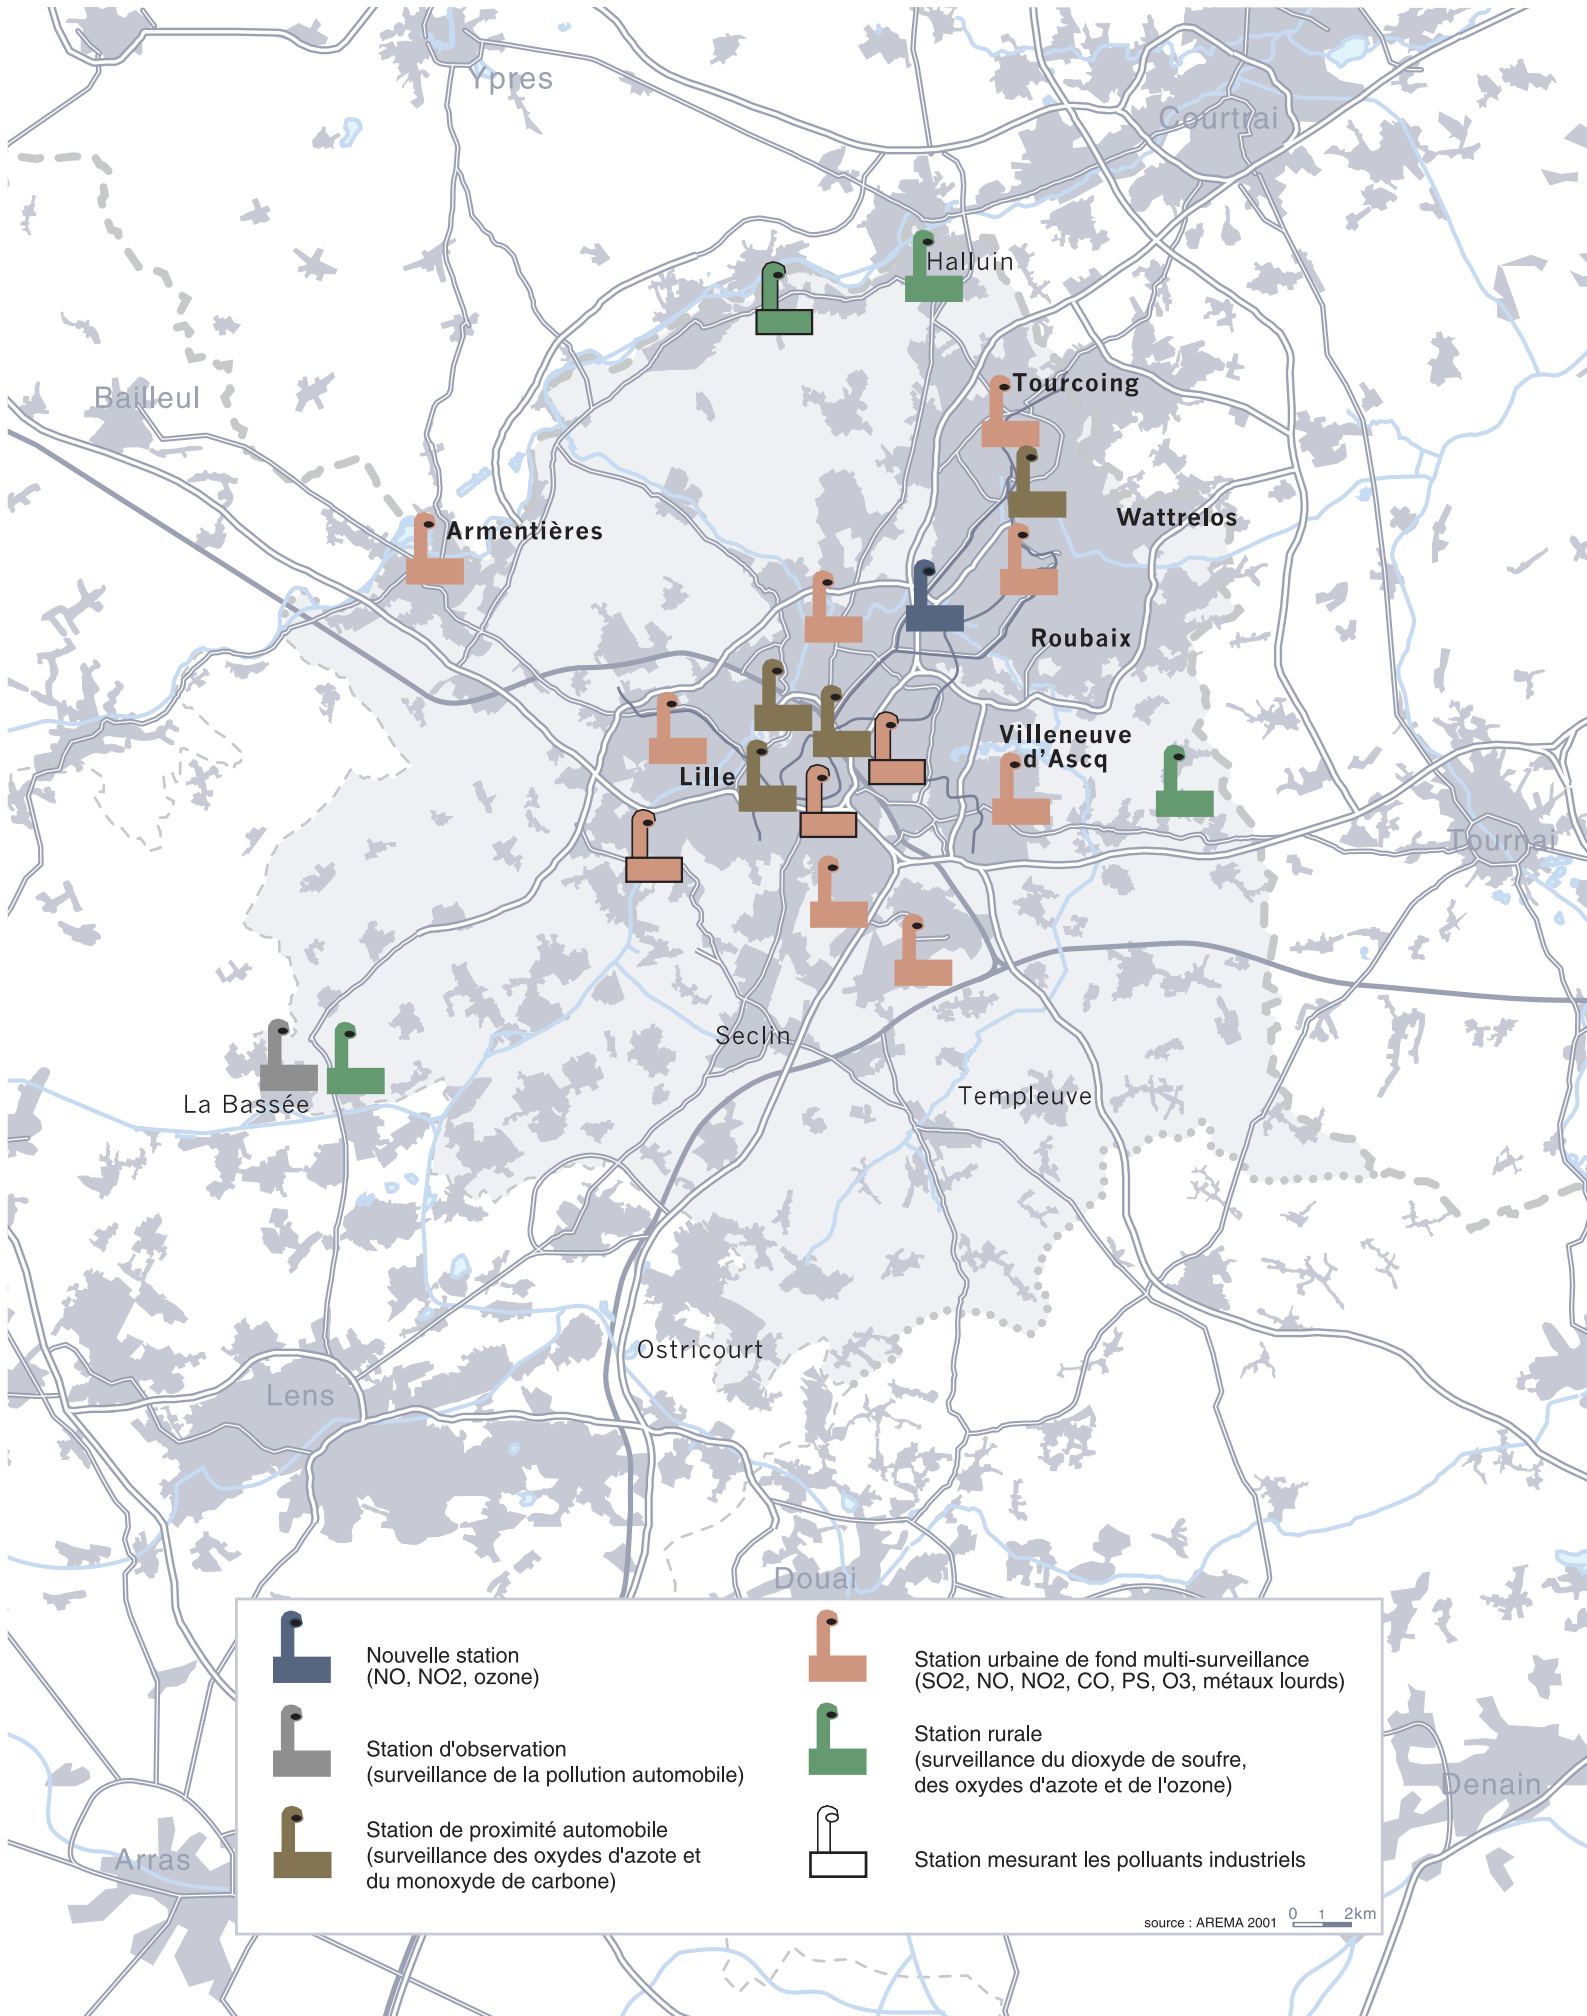 Ypres
Courtrai
Halluin
Bailleul
Tourcoing
Armentières
Wattrelos
Roubaix
Villeneuve
d'Ascq
Lille
Tournai
Seclin
La Bassée
Templeuve
Ostricourt
Lens
Douai
Nouvelle station
(NO, NO2, ozone)
Station d'observation
(surveillance de la pollution automobile)
Station de proximité automobile
(surveillance des oxydes d'azote et
du monoxyde de carbone)
Station urbaine de fond multi-surveillance
(SO2, NO, NO2, CO, PS, O3, métaux lourds)
Station rurale
(surveillance du dioxyde de soufre,
des oxydes d'azote et de l'ozone)
Station mesurant les polluants industriels
source : AREMA 2001
0 1 2km
Denain
Arras